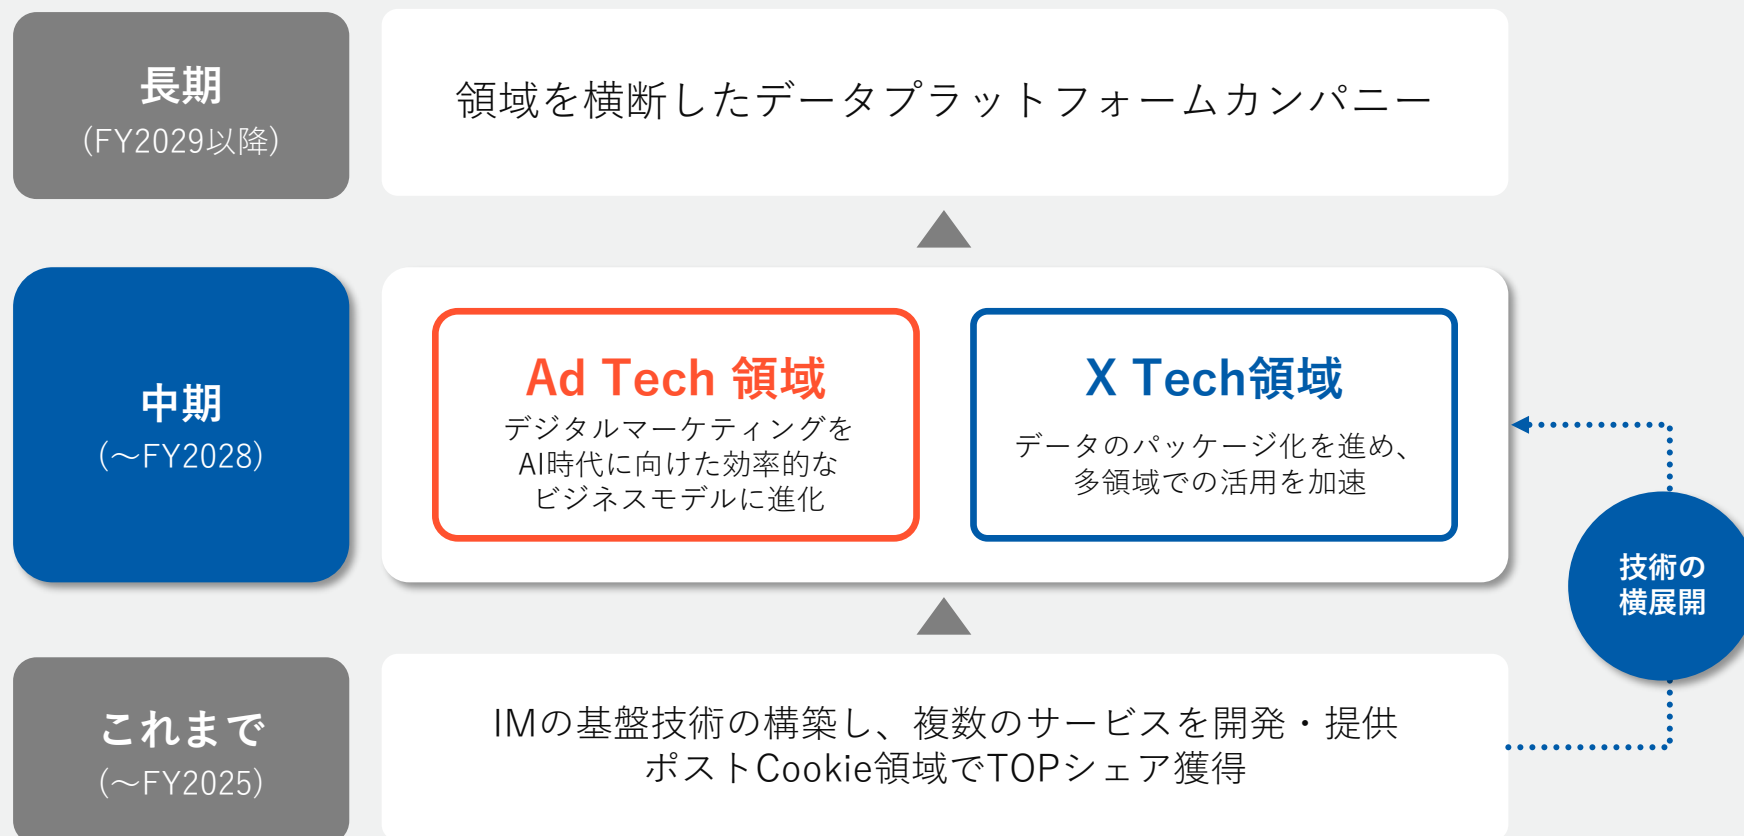 長期
(FY2029以降)
領域を横断したデータプラットフォームカンパニー
中期
(～FY2028)
Ad Tech 領域
デジタルマーケティングを
AI時代に向けた効率的な
ビジネスモデルに進化
X Tech領域
データのパッケージ化を進め、
多領域での活用を加速
技術の
横展開
これまで
(～FY2025)
IMの基盤技術の構築し、複数のサービスを開発・提供
ポストCookie領域でTOPシェア獲得